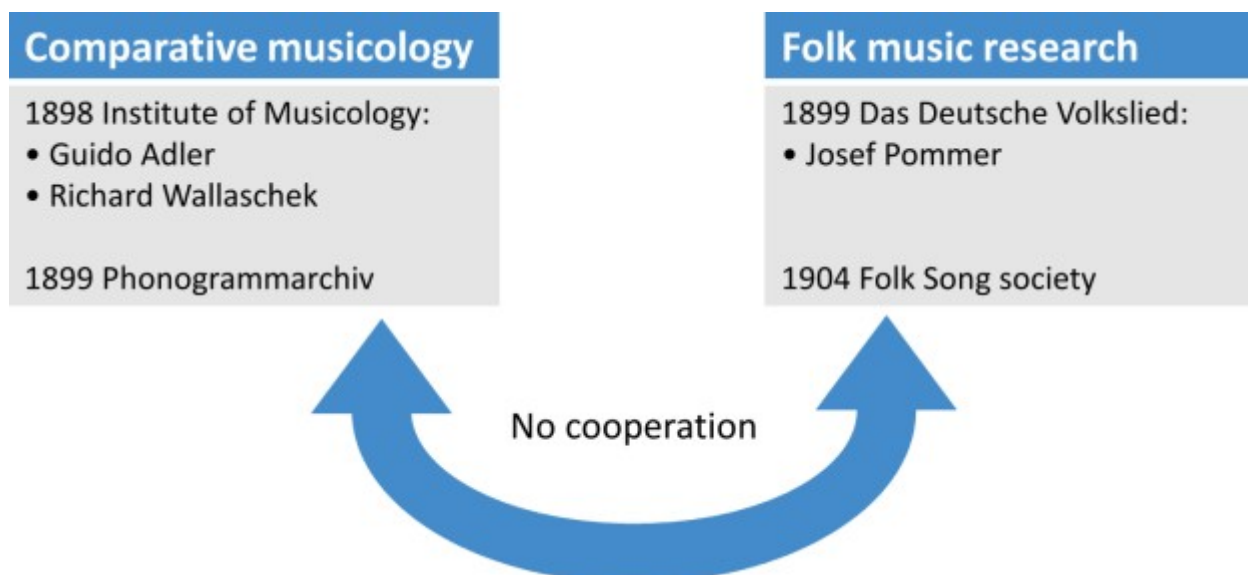 Comparative musicology
1898 Institute of Musicology:
• Guido Adler
• Richard Wallaschek
1899 Phonogrammarchiv
Folk music research
1899 Das Deutsche Volkslied:
• Josef Pommer
1904 Folk Song society
No cooperation